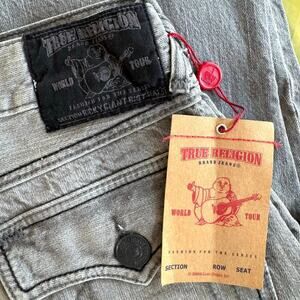 TRUE RELIGION
WORLD TOUR
FASHION FOR THE SENSES
SECTION
TRUE RELIGION
BRAND JEANS
WORLD TOUR
FASHION FOR THE SENSES
SECTION ROW SEAT